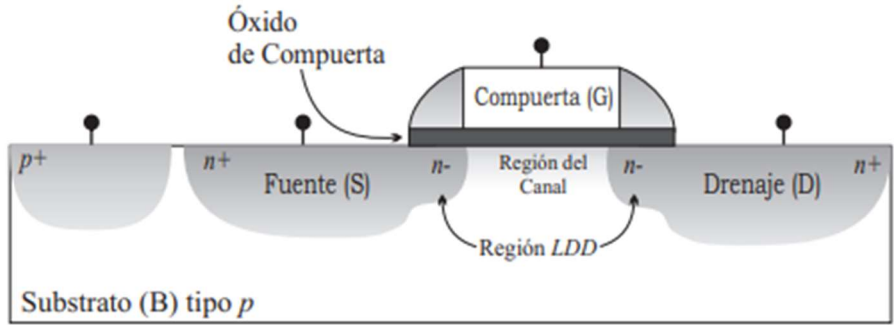 Óxido
de Compuerta
Compuerta (G)
p+
n+
Fuente (S)
n-
Región del
Canal
n-
Drenaje (D)
n+
Región LDD
Substrato (B) tipo p